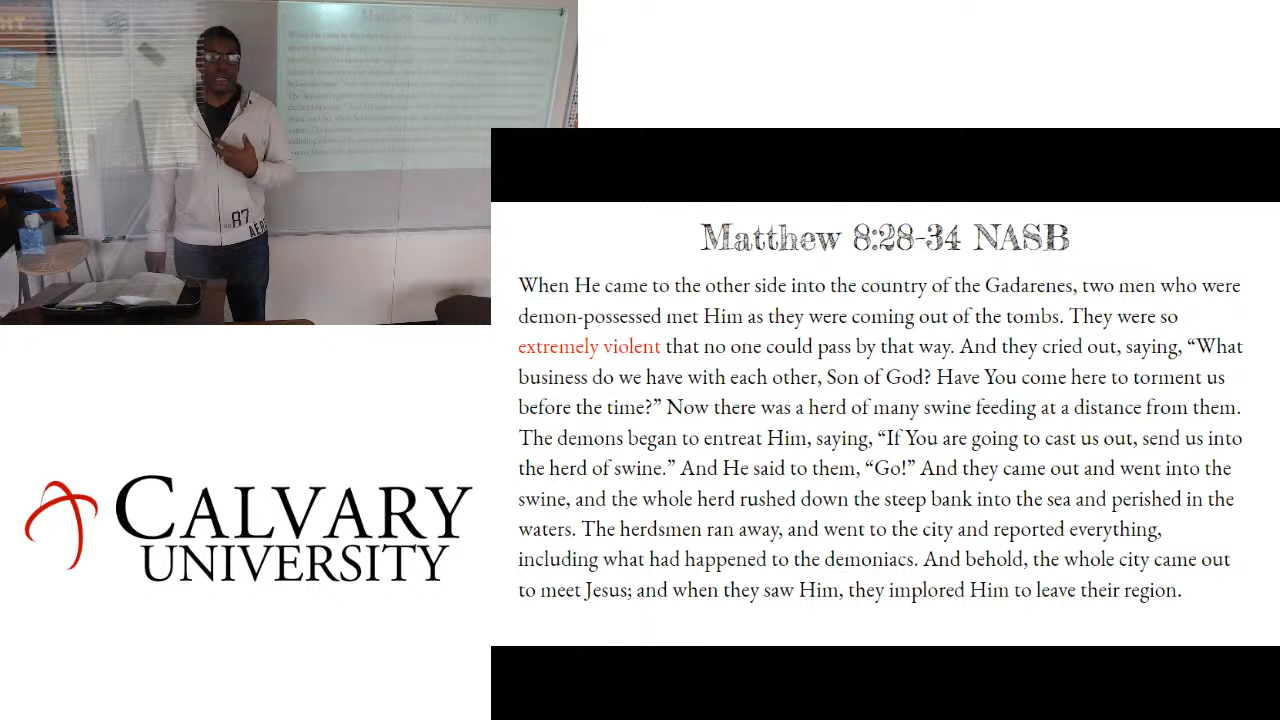 87
Matthew 8:28-34 NASB
When He came to the other side into the country of the Gadarenes, two men who were
demon-possessed met Him as they were coming out of the tombs. They were so
extremely violent that no one could pass by that way. And they cried out, saying, “What
business do we have with each other, Son of God? Have You come here to torment us
before the time?” Now there was a herd of many swine feeding at a distance from them.
The demons began to entreat Him, saying, “If You are going to cast us out, send us into
the herd of swine.” And He said to them, “Go!” And they came out and went into the
swine, and the whole herd rushed down the steep bank into the sea and perished in the
waters. The herdsmen ran away, and went to the city and reported everything,
including what had happened to the demoniacs. And behold, the whole city came out
to meet Jesus; and when they saw Him, they implored Him to leave their region.
CALVARY
UNIVERSITY